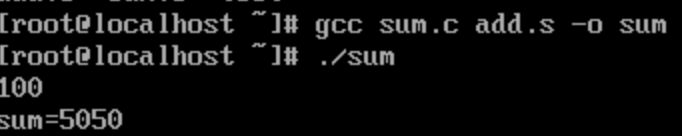 [root@localhost ~]# gcc sum.c add.s -o sum
[root@localhost ~]# ./sum
100
sum=5050